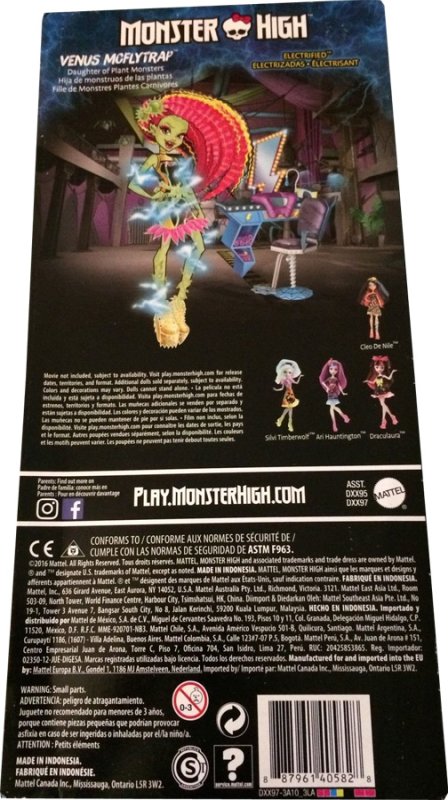 MONSTER HIGH
VENUS MCFLYTRAP™
Daughter of Plant Monsters
Hija de monstruos de las plantas
Fille de Monstres Plantes Carnivores
ELECTRIFIED™
ELECTRIZADAS • ÉLECTRISANT
Cleo De Nile™
Silvi Timberwolf™ Ari Hauntington™ Draculaura™
Movie not included, subject to availability. Visit play.monsterhigh.com for release
dates, territories, and format. Additional dolls sold separately, subject to availability.
Colors and decorations may vary. Dolls cannot stand alone. • La película no está
incluida y está sujeta a disponibilidad. Visita play.monsterhigh.com para fechas de
estrenos, territorios y formatos. Las muñecas adicionales se venden por separado y
están sujetas a disponibilidad. Los colores y decoración pueden variar de los mostrados.
Las muñecas no se pueden mantener de pie por sí solas. • Film non inclus, selon la
disponibilité. Visitez play.monsterhigh.com pour connaître les dates de sortie, les pays
et le format. Autres poupées vendues séparément, selon la disponibilité. Les couleurs
et les motifs peuvent varier. Les poupées ne peuvent pas tenir debout toutes seules.
Parents: Find out more on
Padre de familia: conoce más en
Parents : Pour en découvrir davantage
PLAY.MONSTERHIGH.COM
ASST.
DXX95
DXX97
MATTEL
CE
CONFORMS TO / CONFORME AUX NORMES DE SÉCURITÉ DE /
CUMPLE CON LAS NORMAS DE SEGURIDAD DE ASTM F963.
©2016 Mattel. All Rights Reserved. Tous droits réservés. MATTEL, MONSTER HIGH and associated trademarks and trade dress are owned by Mattel.
® and ™ designate U.S. trademarks of Mattel, except as noted. MADE IN INDONESIA. MATTEL, MONSTER HIGH ainsi que les marques et designs y
afférents appartiennent à Mattel. ® et ™ désignent des marques de Mattel aux États-Unis, sauf indication contraire. FABRIQUÉ EN INDONESIA.
Mattel, Inc., 636 Girard Avenue, East Aurora, NY 14052, U.S.A. Mattel Australia Pty. Ltd., Richmond, Victoria. 3121. Mattel East Asia Ltd., Room
503-09, North Tower, World Finance Centre, Harbour City, Tsimshatsui, HK, China. Diimport & Diedarkan Oleh: Mattel Southeast Asia Pte. Ltd., No
19-1, Tower 3 Avenue 7, Bangsar South City, No 8, Jalan Kerinchi, 59200 Kuala Lumpur, Malaysia. HECHO EN INDONESIA. Importado y
distribuido por Mattel de México, S.A. de C.V., Miguel de Cervantes Saavedra No. 193, Pisos 10 y 11, Col. Granada, Delegación Miguel Hidalgo, C.P.
11520, México, D.F. R.F.C. MME-920701-NB3. Mattel Chile, S.A., Avenida Américo Vespucio 501-B, Quilicura, Santiago. Mattel Argentina, S.A.,
Curupaytí 1186, (1607) - Villa Adelina, Buenos Aires. Mattel Colombia, S.A., Calle 123#7-07 P.5, Bogotá. Mattel Perú, S.A., Av. Juan de Arona # 151,
Centro Empresarial Juan de Arona, Torre C, Piso 7, Oficina 704, San Isidro, Lima 27, Perú. RUC: 20425853865. Reg. Importador:
02350-12-JUE-DIGESA. Marcas registradas utilizadas bajo licencia. Todos los derechos reservados. Manufactured for and imported into the EU
by: Mattel Europa B.V., Gondel 1, 1186 MJ Amstelveen, Nederland. Imported by / Importé par : Mattel Canada Inc., Mississauga, Ontario L5R 3W2.
WARNING: Small parts.
ADVERTENCIA: peligro de atragantamiento.
Juguete no recomendado para menores de 3 años,
porque contiene piezas pequeñas que podrían provocar
asfixia en caso de ser ingeridas o inhaladas por el/la niño/a.
ATTENTION : Petits éléments
0-3
MADE IN INDONESIA.
FABRIQUÉ EN INDONÉSIE.
Mattel Canada Inc., Mississauga, Ontario L5R 3W2.
S
?
service.mattel.com
8 87961 40582 8
DXX97-3A10_3LA